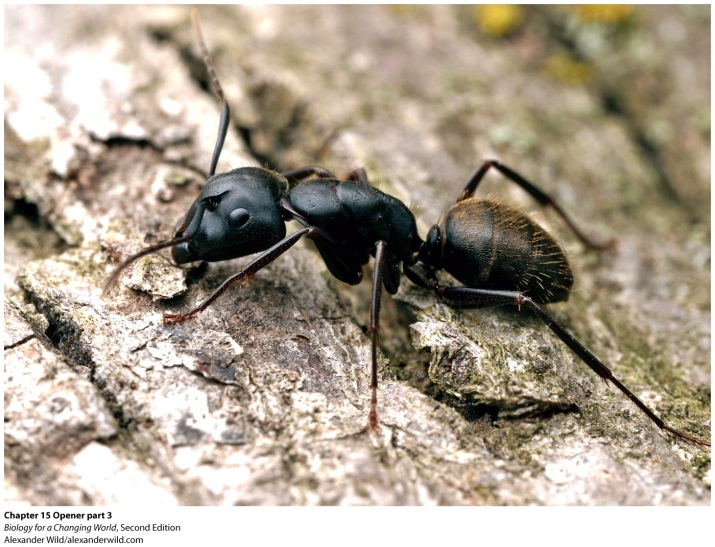 Chapter 15 Opener part 3
Biology for a Changing World, Second Edition
Alexander Wild/alexanderwild.com